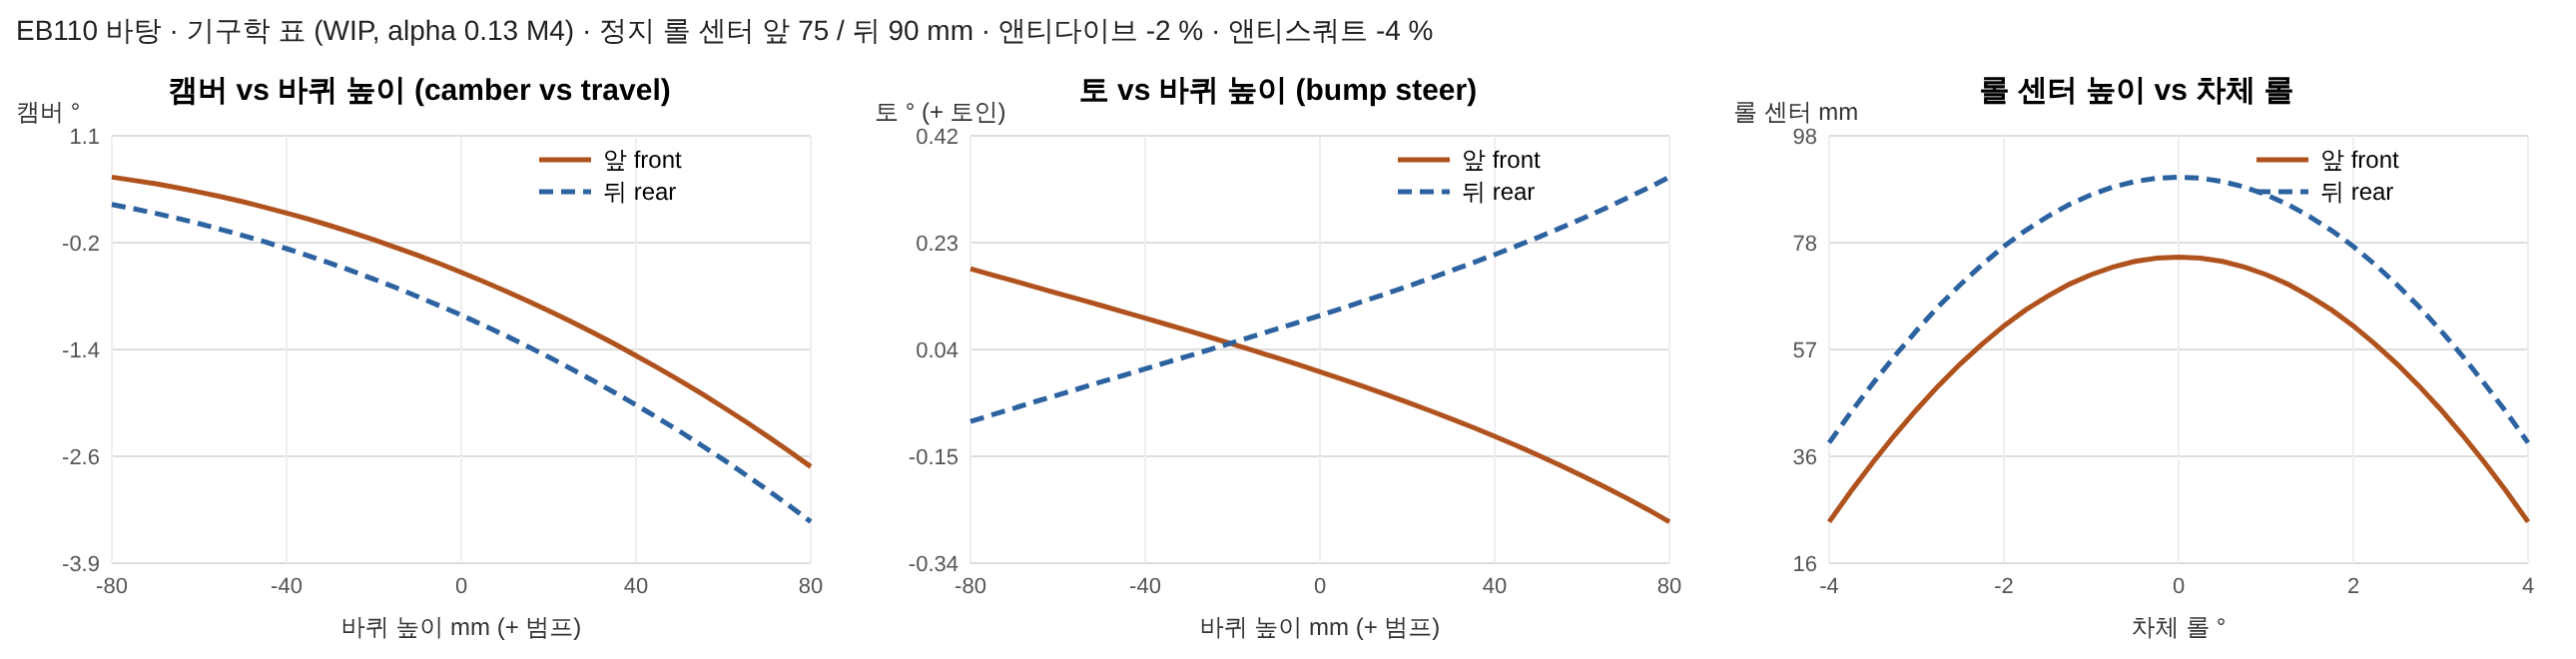 EB110 바탕 · 기구학 표 (WIP, alpha 0.13 M4) · 정지 롤 센터 앞 75 / 뒤 90 mm · 앤티다이브 -2 % · 앤티스쿼트 -4 %
캠버 vs 바퀴 높이 (camber vs travel)
캠버 °
1.1
-0.2
-1.4
-2.6
-3.9
-80
-40
0
40
80
앞 front
뒤 rear
바퀴 높이 mm (+ 범프)
토 vs 바퀴 높이 (bump steer)
토 ° (+ 토인)
0.42
0.23
0.04
-0.15
-0.34
-80
-40
0
40
80
앞 front
뒤 rear
바퀴 높이 mm (+ 범프)
롤 센터 높이 vs 차체 롤
롤 센터 mm
98
78
57
36
16
-4
-2
0
2
4
앞 front
뒤 rear
차체 롤 °